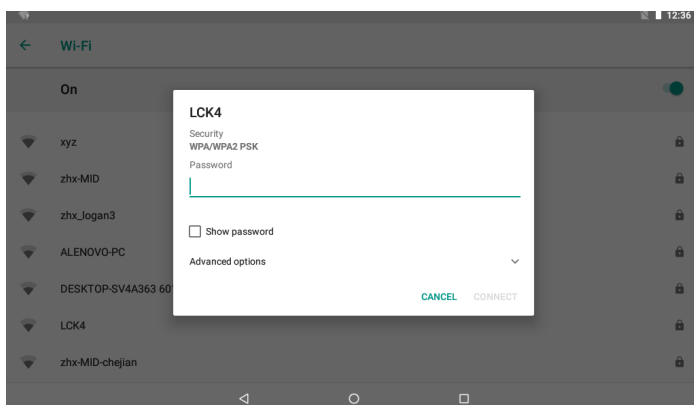 12:36
Wi-Fi
On
LCK4
Security
WPA/WPA2 PSK
Password
Show password
Advanced options
CANCEL CONNECT
xyz
zhx-MID
zhx_logan3
ALENOVO-PC
DESKTOP-SV4A363 60
LCK4
zhx-MID-chejian